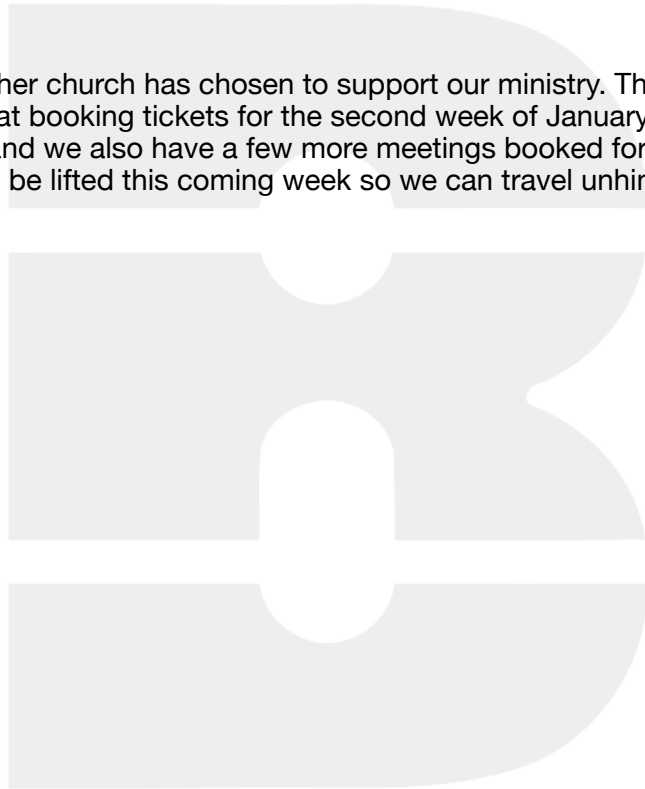 her church has chosen to support our ministry. Th
at booking tickets for the second week of January
nd we also have a few more meetings booked for
be lifted this coming week so we can travel unhin